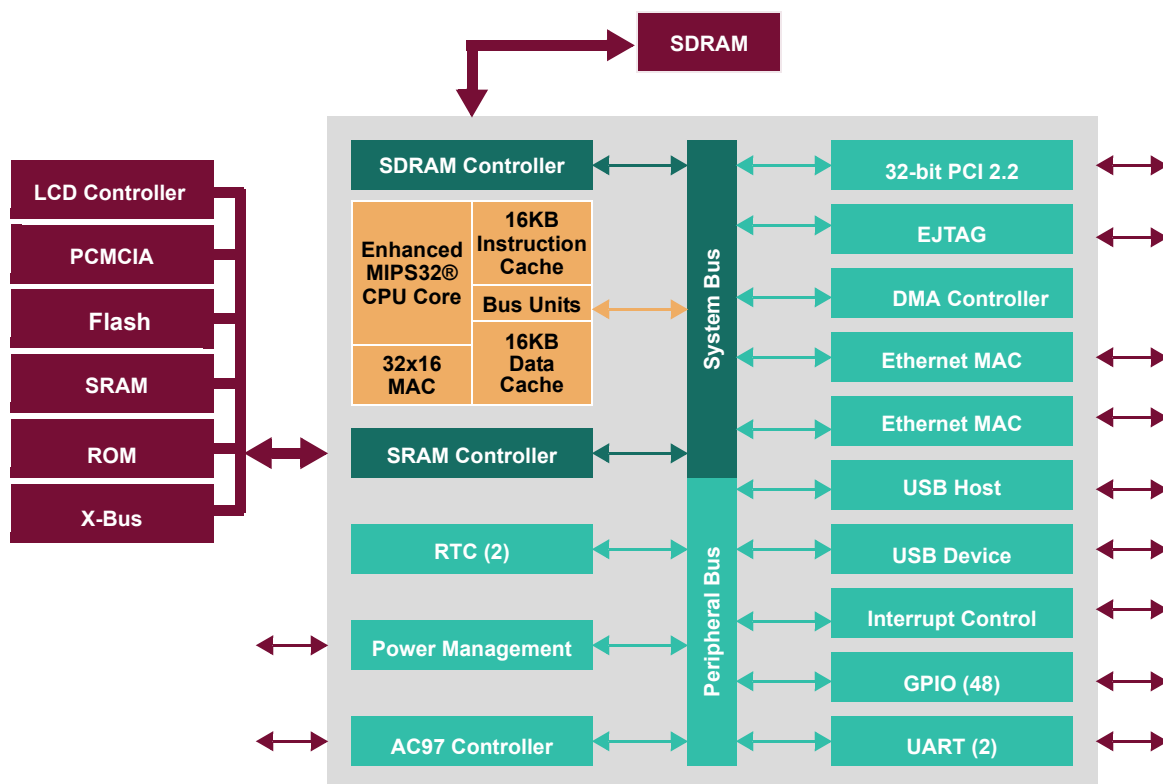 SDRAM
LCD Controller
PCMCIA
Flash
SRAM
ROM
X-Bus
SDRAM Controller
Enhanced
MIPS32®
CPU Core
16KB
Instruction
Cache
Bus Units
32x16
MAC
16KB
Data
Cache
SRAM Controller
RTC (2)
Power Management
AC97 Controller
System Bus
Peripheral Bus
32-bit PCI 2.2
EJTAG
DMA Controller
Ethernet MAC
Ethernet MAC
USB Host
USB Device
Interrupt Control
GPIO (48)
UART (2)